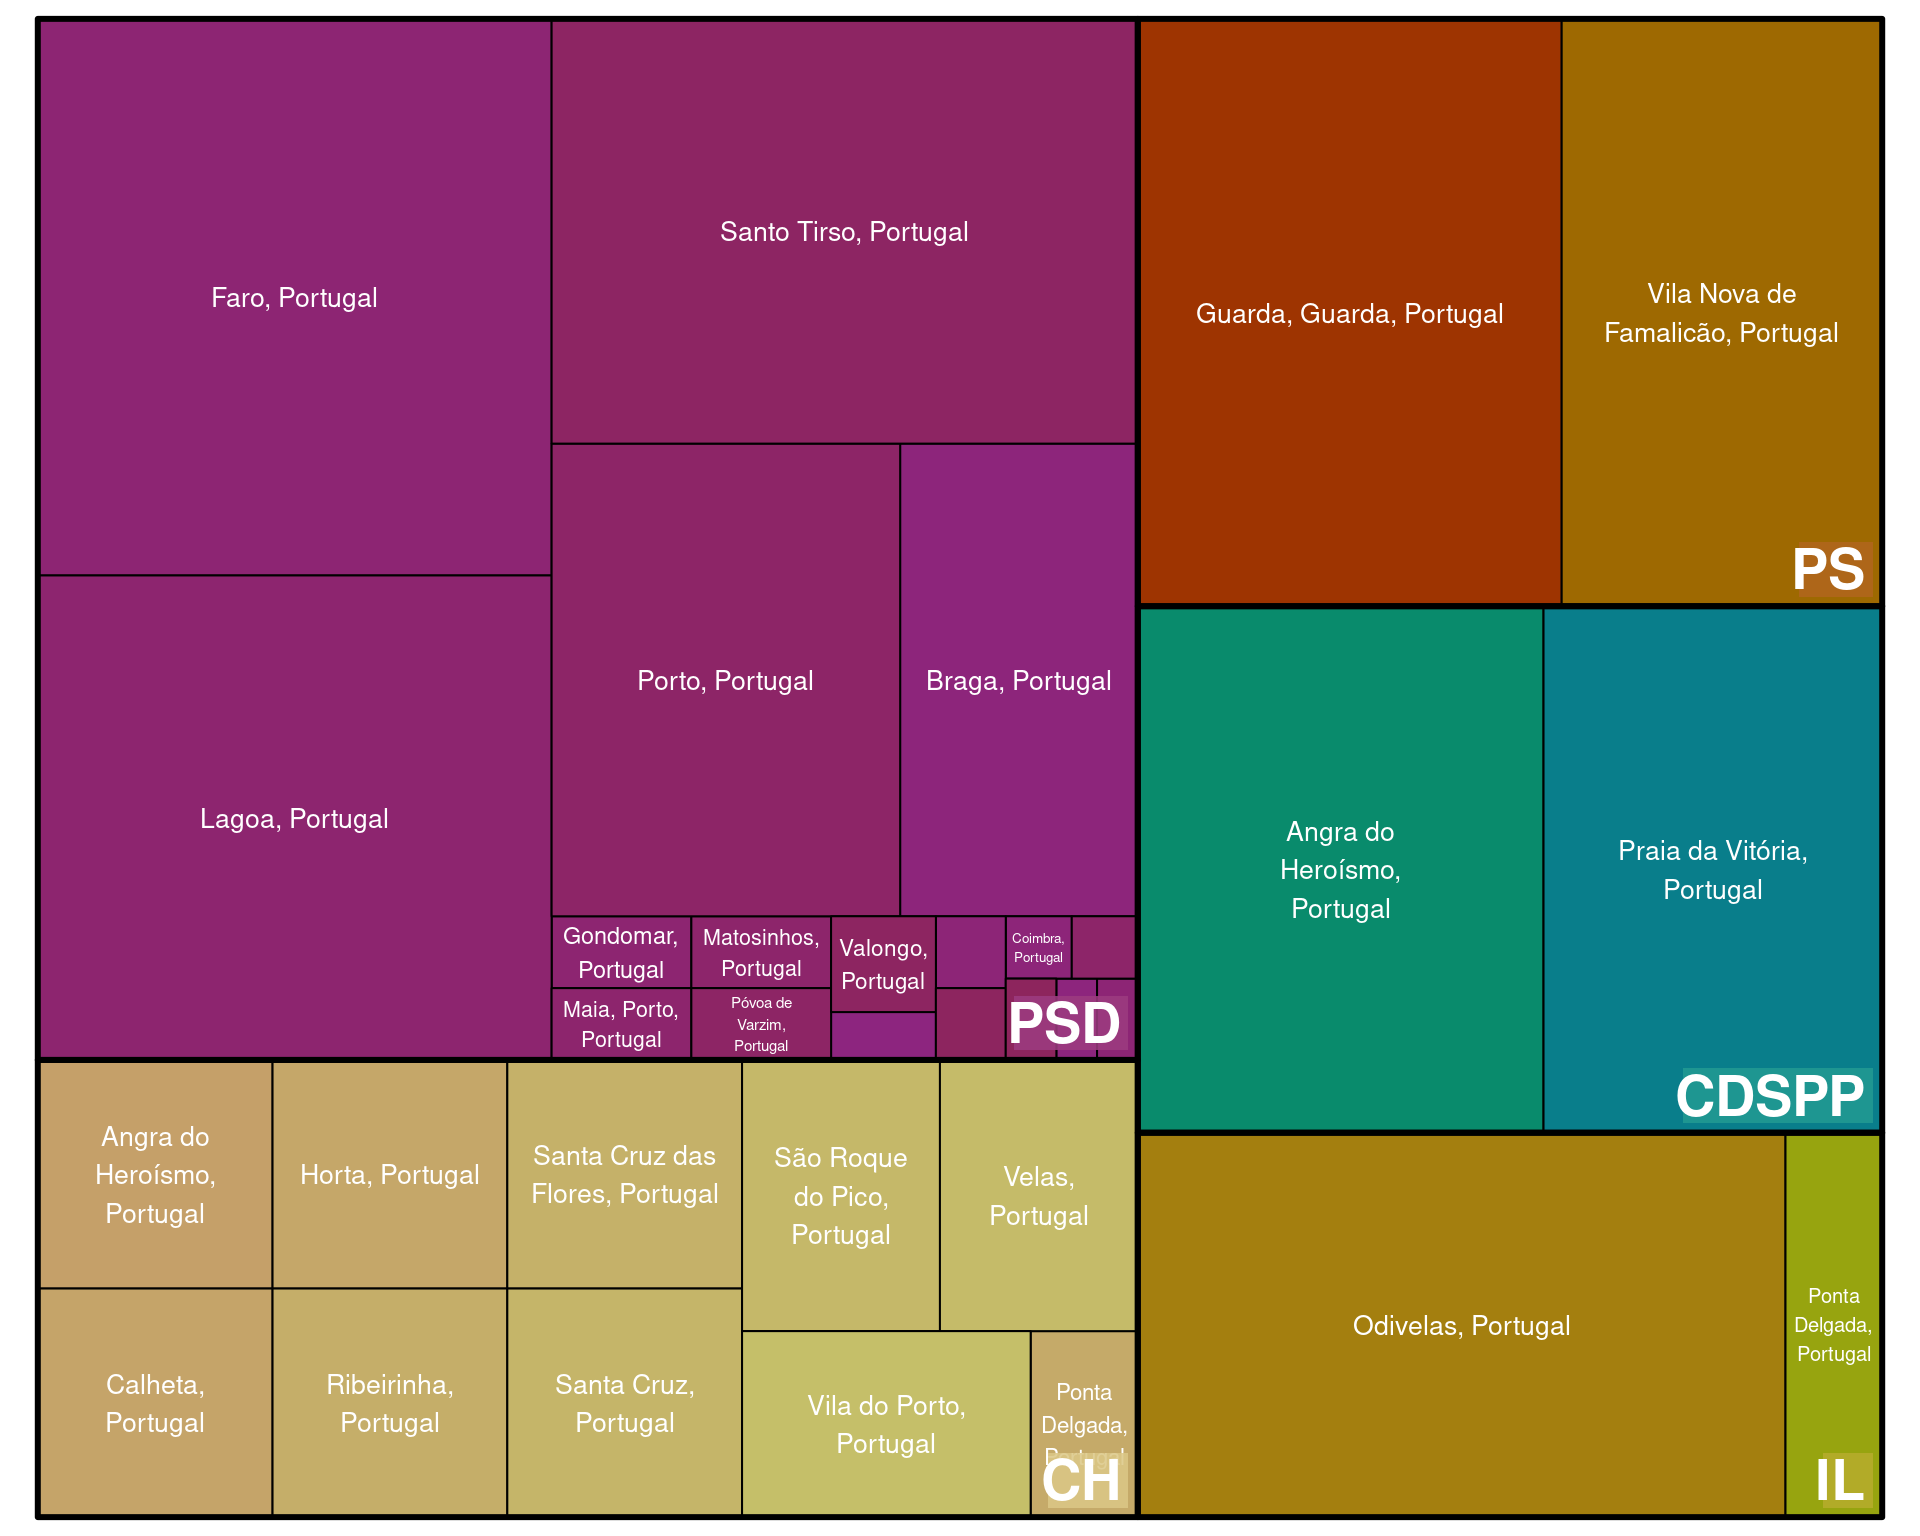 Faro, Portugal
Santo Tirso, Portugal
Lagoa, Portugal
Porto, Portugal
Braga, Portugal
Gondomar,
Portugal
Matosinhos,
Portugal
Valongo,
Portugal
Coimbra,
Portugal
Maia, Porto,
Portugal
Póvoa de
Varzim,
Portugal
PSD
Guarda, Guarda, Portugal
Vila Nova de
Famalicão, Portugal
PS
Angra do
Heroísmo,
Portugal
Praia da Vitória,
Portugal
CDSPP
Angra do
Heroísmo,
Portugal
Horta, Portugal
Santa Cruz das
Flores, Portugal
São Roque
do Pico,
Portugal
Velas,
Portugal
Calheta,
Portugal
Ribeirinha,
Portugal
Santa Cruz,
Portugal
Vila do Porto,
Portugal
Ponta
Delgada,
Portugal
CH
Odivelas, Portugal
Ponta
Delgada,
Portugal
IL